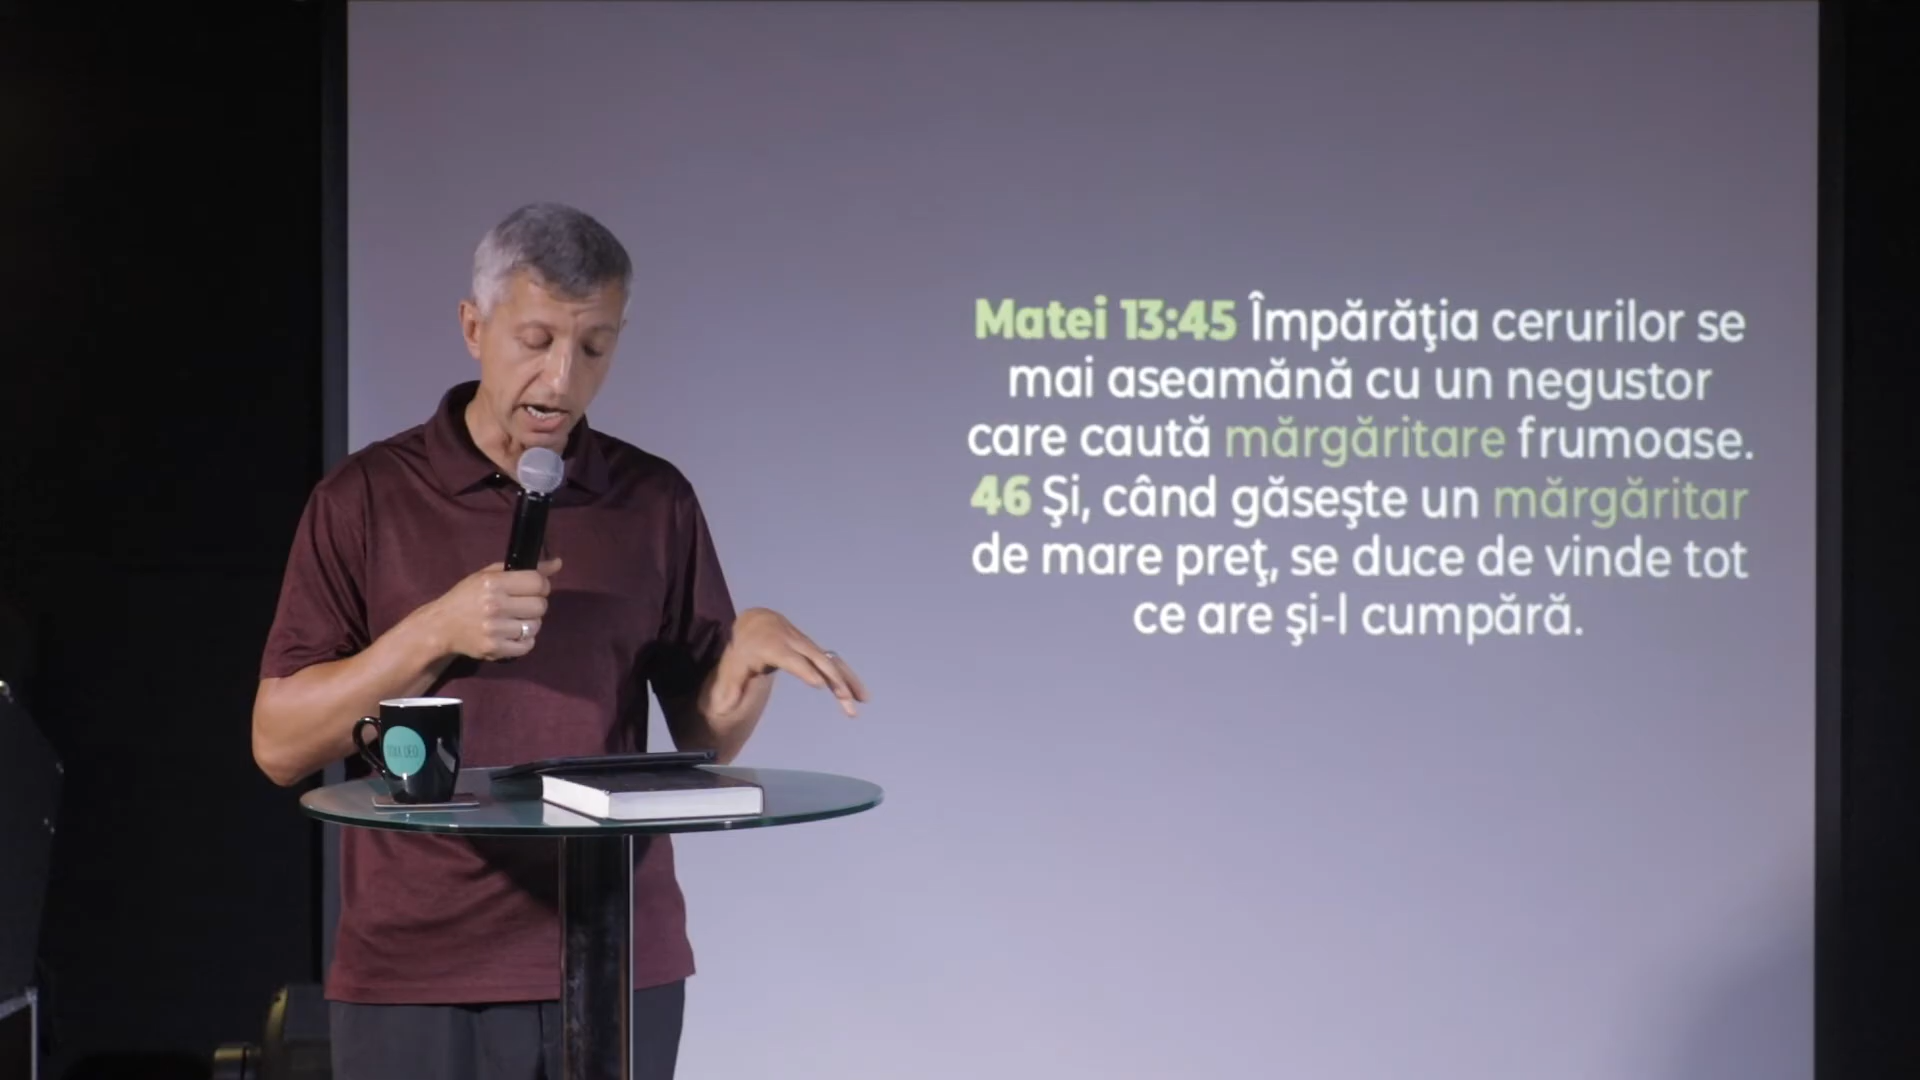 Matei 13:45 Împărăţia cerurilor se
mai aseamănă cu un negustor
care caută mărgăritare frumoase.
46 Şi, când găseşte un mărgăritar
de mare preţ, se duce de vinde tot
ce are şi-l cumpără.